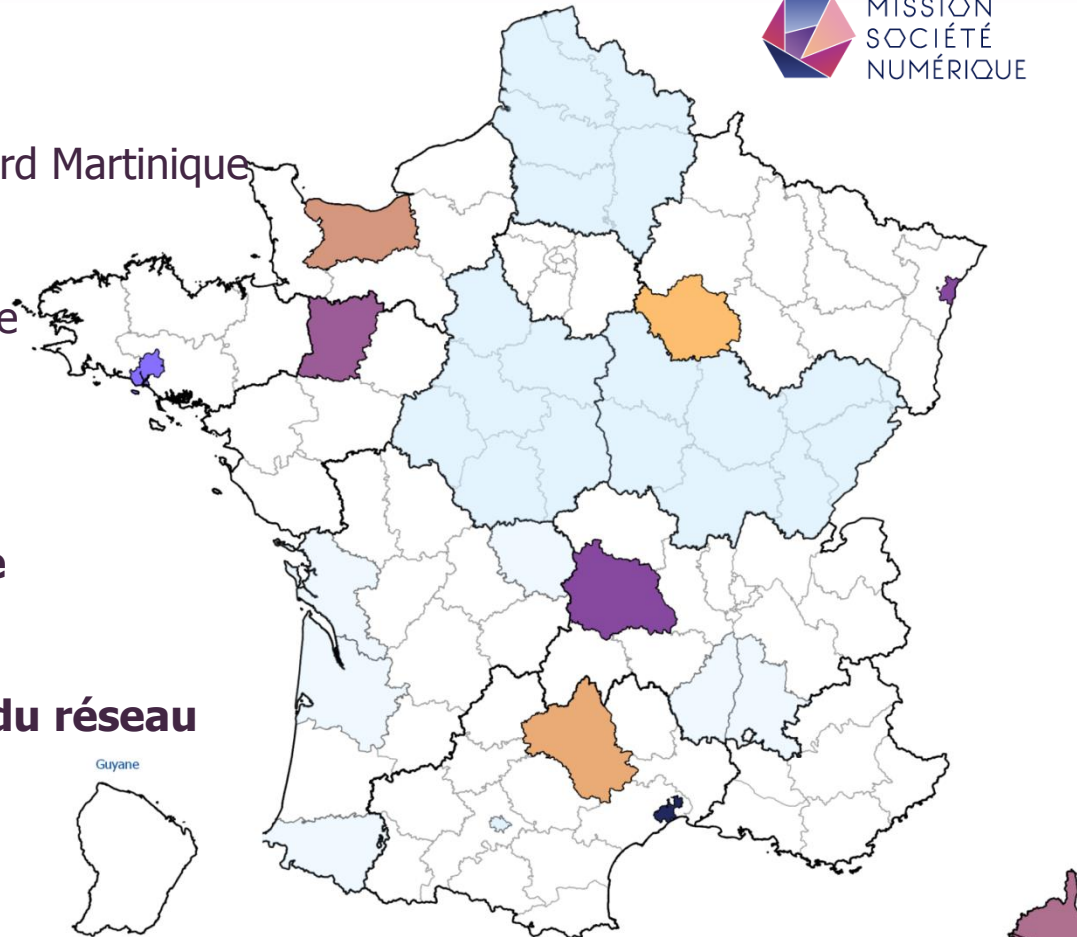 MISSION
SOCIÉTÉ
NUMÉRIQUE
rd Martinique
e
e
du réseau
Guyane